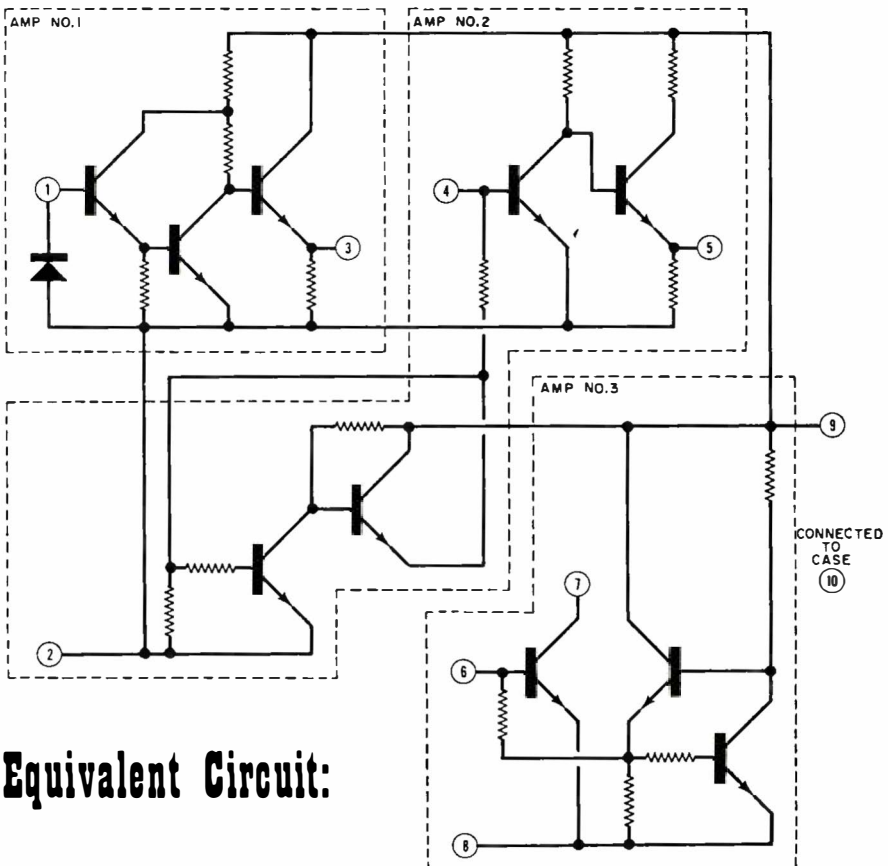 AMP NO.1
AMP NO.2
1
4
3
5
AMP NO.3
9
CONNECTED
TO
CASE
10
7
2
6
Equivalent Circuit:
8